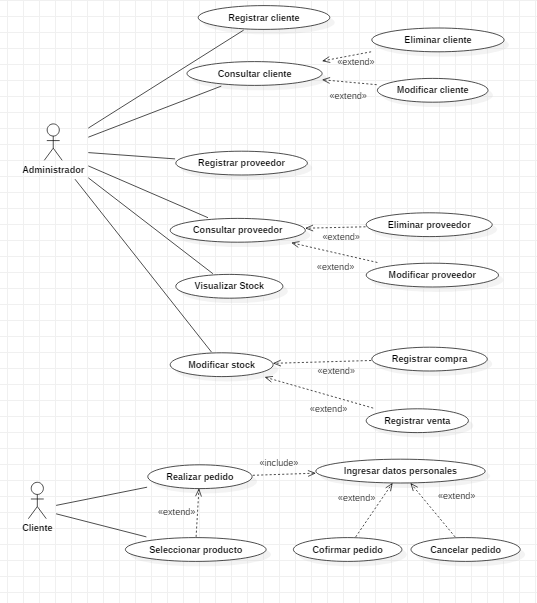 Registrar cliente
Eliminar cliente
«extend»
Consultar cliente
Modificar cliente
«extend»
Administrador
Registrar proveedor
Consultar proveedor
Eliminar proveedor
«extend»
«extend»
Modificar proveedor
Visualizar Stock
Modificar stock
Registrar compra
«extend»
«extend»
Registrar venta
Cliente
Realizar pedido
«include»
Ingresar datos personales
«extend»
«extend»
«extend»
Seleccionar producto
Cofirmar pedido
Cancelar pedido